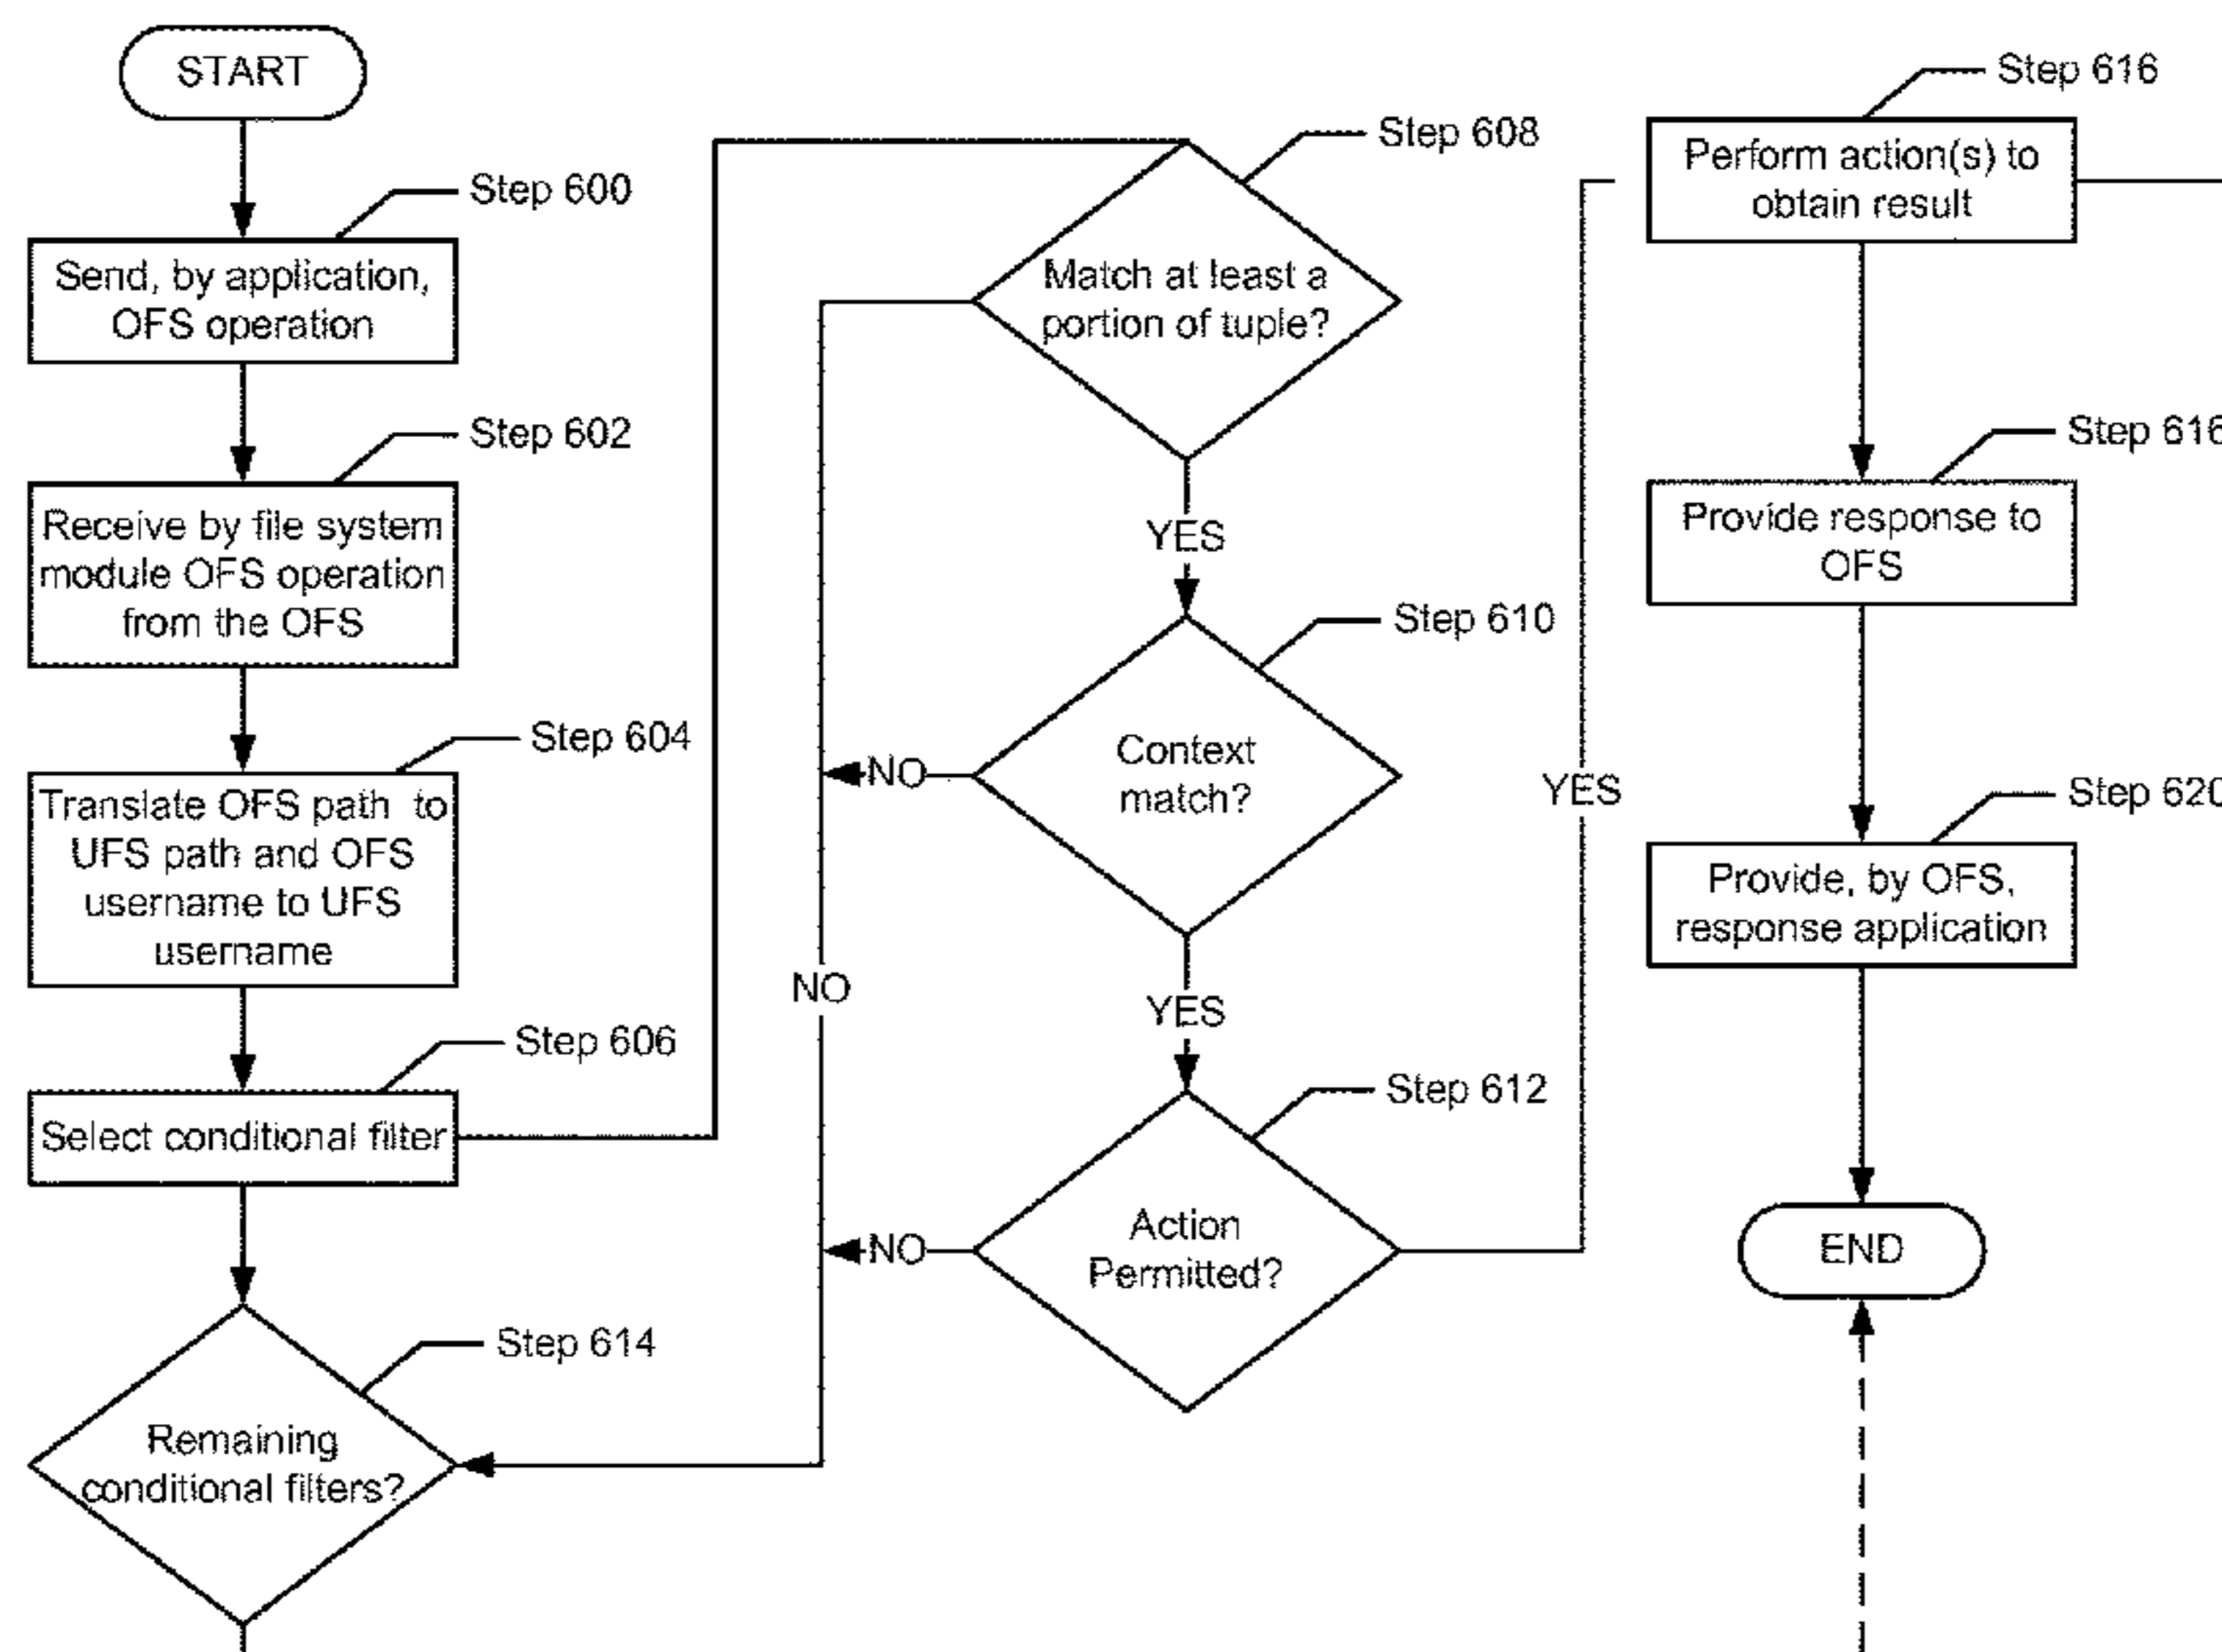 START
Step 600
Send, by application,
OFS operation
Step 602
Receive by file system
module OFS operation
from the OFS
Step 604
Translate OFS path to
UFS path and OFS
username to UFS
username
Step 606
Select conditional filter
Step 614
Remaining
conditional filters?
Step 608
Match at least a
portion of tuple?
YES
Step 610
Context
match?
NO
NO
YES
Step 612
Action
Permitted?
NO
YES
Step 616
Perform action(s) to
obtain result
Step 616
Provide response to
OFS
Step 620
Provide, by OFS,
response application
END